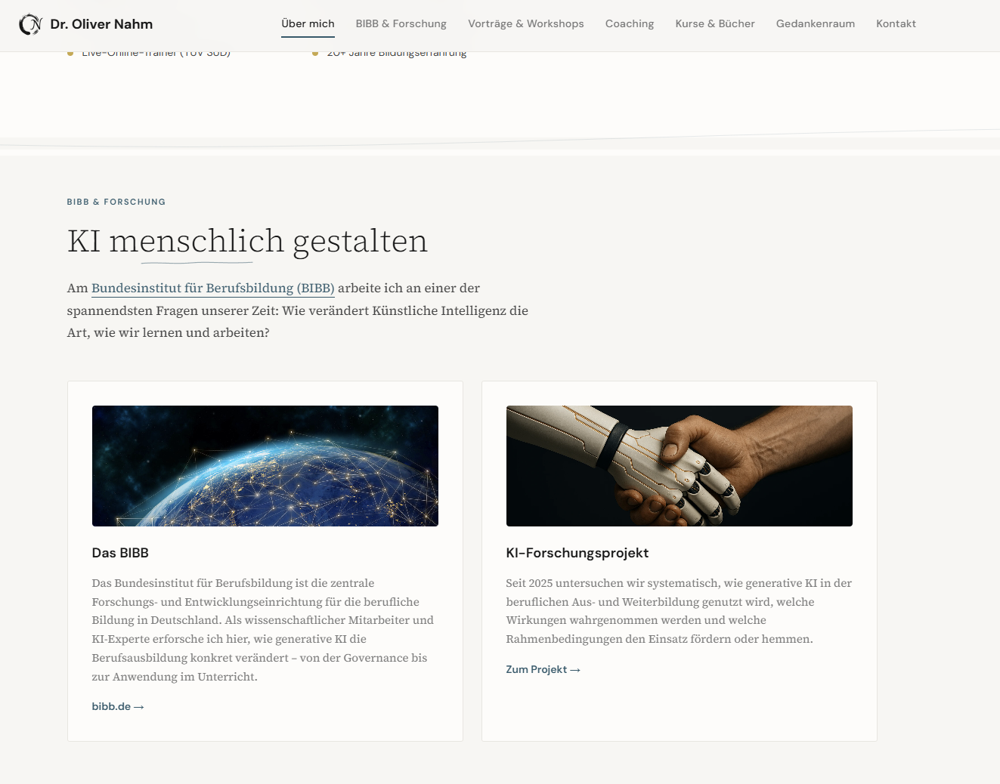 Dr. Oliver Nahm
Über mich
BIBB & Forschung
Vorträge & Workshops
Coaching
Kurse & Bücher
Gedankenraum
Kontakt
Live-Online-Trainer (TÜV SÜD)
20+ Jahre Bildungserfahrung
BIBB & FORSCHUNG
KI menschlich gestalten
Am Bundesinstitut für Berufsbildung (BIBB) arbeite ich an einer der
spannendsten Fragen unserer Zeit: Wie verändert Künstliche Intelligenz die
Art, wie wir lernen und arbeiten?
Das BIBB
Das Bundesinstitut für Berufsbildung ist die zentrale
Forschungs- und Entwicklungseinrichtung für die berufliche
Bildung in Deutschland. Als wissenschaftlicher Mitarbeiter und
KI-Experte erforsche ich hier, wie generative KI die
Berufsausbildung konkret verändert – von der Governance bis
zur Anwendung im Unterricht.
bibb.de →
KI-Forschungsprojekt
Seit 2025 untersuchen wir systematisch, wie generative KI in der
beruflichen Aus- und Weiterbildung genutzt wird, welche
Wirkungen wahrgenommen werden und welche
Rahmenbedingungen den Einsatz fördern oder hemmen.
Zum Projekt →